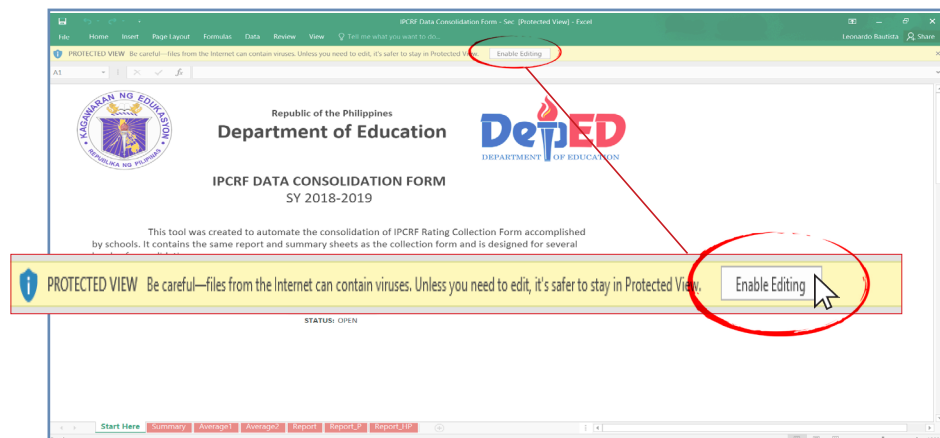 IPCRF Data Consolidation Form - Sec [Protected View] - Excel
File Home Insert Page Layout Formulas Data Review View Tell me what you want to do... Leonardo Bautista Share
PROTECTED VIEW Be careful—files from the Internet can contain viruses. Unless you need to edit, it's safer to stay in Protected View. Enable Editing
A1 fx
KAGAWARAN NG EDUKASYON
REPUBLIKA NG PILIPINAS
Republic of the Philippines
Department of Education
DepED
DEPARTMENT OF EDUCATION
IPCRF DATA CONSOLIDATION FORM
SY 2018-2019
This tool was created to automate the consolidation of IPCRF Rating Collection Form accomplished
by schools. It contains the same report and summary sheets as the collection form and is designed for several
PROTECTED VIEW Be careful—files from the Internet can contain viruses. Unless you need to edit, it's safer to stay in Protected View. Enable Editing
STATUS: OPEN
Start Here Summary Average1 Average2 Report Report_P Report_HP